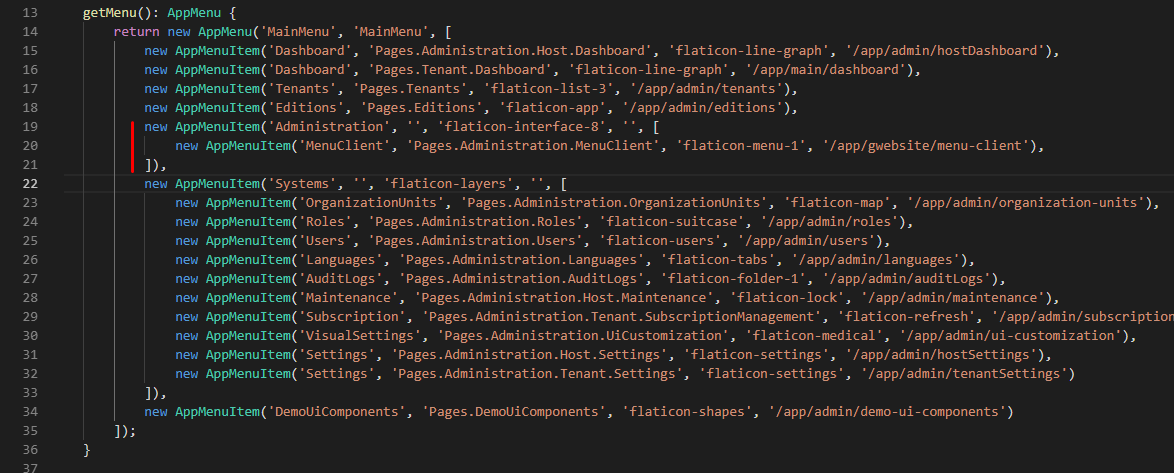 13 getMenu(): AppMenu {
14 return new AppMenu('MainMenu', 'MainMenu', [
15 new AppMenuItem('Dashboard', 'Pages.Administration.Host.Dashboard', 'flaticon-line-graph', '/app/admin/hostDashboard'),
16 new AppMenuItem('Dashboard', 'Pages.Tenant.Dashboard', 'flaticon-line-graph', '/app/main/dashboard'),
17 new AppMenuItem('Tenants', 'Pages.Tenants', 'flaticon-list-3', '/app/admin/tenants'),
18 new AppMenuItem('Editions', 'Pages.Editions', 'flaticon-app', '/app/admin/editions'),
19 new AppMenuItem('Administration', '', 'flaticon-interface-8', '', [
20 new AppMenuItem('MenuClient', 'Pages.Administration.MenuClient', 'flaticon-menu-1', '/app/gwebsite/menu-client'),
21 ]),
22 new AppMenuItem('Systems', '', 'flaticon-layers', '', [
23 new AppMenuItem('OrganizationUnits', 'Pages.Administration.OrganizationUnits', 'flaticon-map', '/app/admin/organization-units'),
24 new AppMenuItem('Roles', 'Pages.Administration.Roles', 'flaticon-suitcase', '/app/admin/roles'),
25 new AppMenuItem('Users', 'Pages.Administration.Users', 'flaticon-users', '/app/admin/users'),
26 new AppMenuItem('Languages', 'Pages.Administration.Languages', 'flaticon-tabs', '/app/admin/languages'),
27 new AppMenuItem('AuditLogs', 'Pages.Administration.AuditLogs', 'flaticon-folder-1', '/app/admin/auditLogs'),
28 new AppMenuItem('Maintenance', 'Pages.Administration.Host.Maintenance', 'flaticon-lock', '/app/admin/maintenance'),
29 new AppMenuItem('Subscription', 'Pages.Administration.Tenant.SubscriptionManagement', 'flaticon-refresh', '/app/admin/subscription
30 new AppMenuItem('VisualSettings', 'Pages.Administration.UiCustomization', 'flaticon-medical', '/app/admin/ui-customization'),
31 new AppMenuItem('Settings', 'Pages.Administration.Host.Settings', 'flaticon-settings', '/app/admin/hostSettings'),
32 new AppMenuItem('Settings', 'Pages.Administration.Tenant.Settings', 'flaticon-settings', '/app/admin/tenantSettings')
33 ]),
34 new AppMenuItem('DemoUiComponents', 'Pages.DemoUiComponents', 'flaticon-shapes', '/app/admin/demo-ui-components')
35 ]);
36 }
37